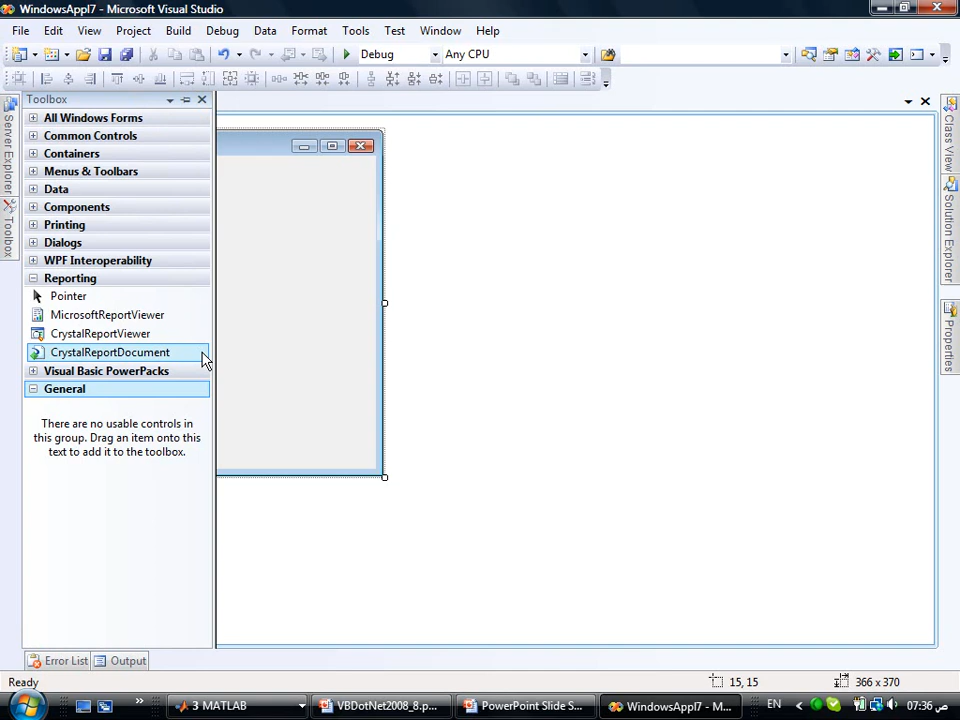 WindowsAppl7 - Microsoft Visual Studio
File Edit View Project Build Debug Data Format Tools Test Window Help
Debug Any CPU
Toolbox
All Windows Forms
Common Controls
Containers
Menus & Toolbars
Data
Components
Printing
Dialogs
WPF Interoperability
Reporting
Pointer
MicrosoftReportViewer
CrystalReportViewer
CrystalReportDocument
Visual Basic PowerPacks
General
There are no usable controls in
this group. Drag an item onto this
text to add it to the toolbox.
Server Explorer
Toolbox
Class View
Solution Explorer
Properties
Error List Output
Ready 15, 15 366 x 370
3 MATLAB VBDotNet2008_8.p... PowerPoint Slide S... WindowsAppl7 - M... EN 07:36 ص